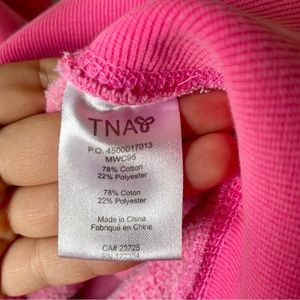 TNA
P.O. 4500017013
MWC95
78% Cotton
22% Polyester
78% Coton
22% Polyester
Made in China
Fabriqué en Chine
CA# 23725